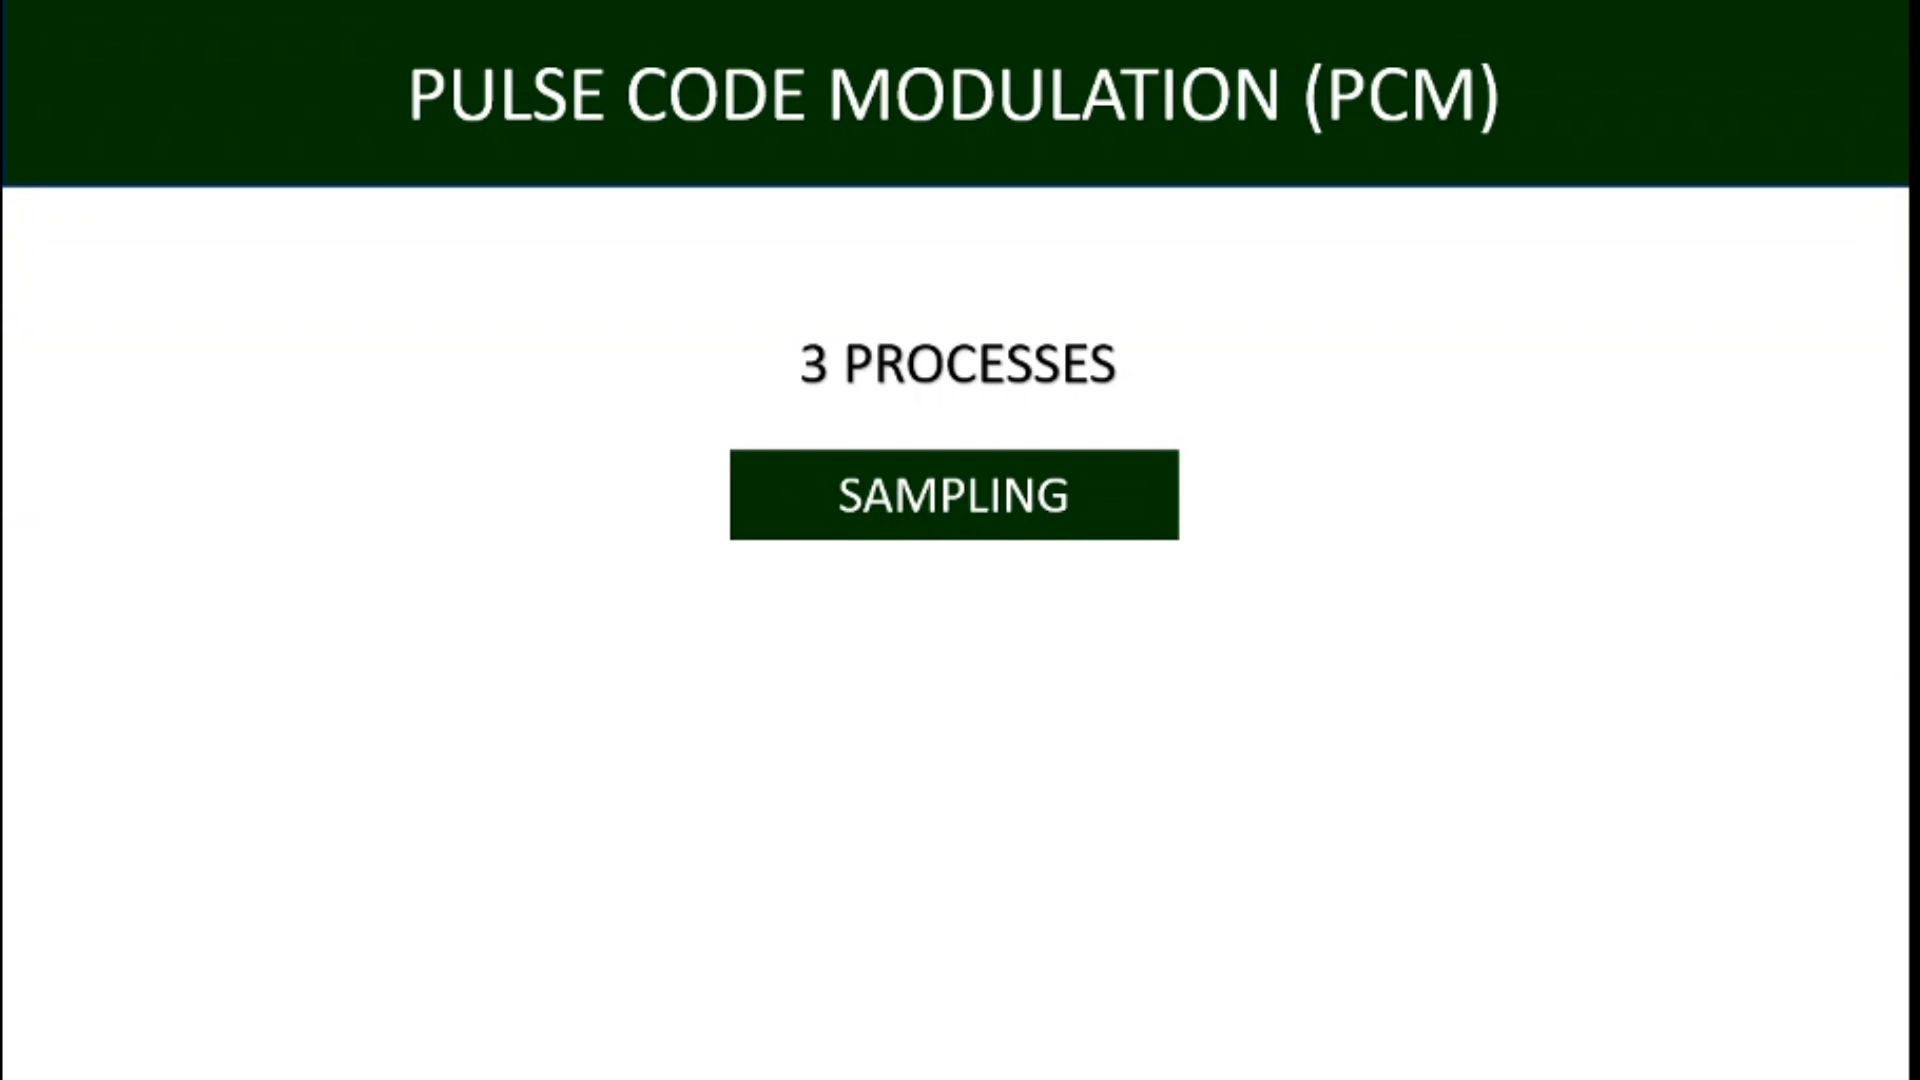 PULSE CODE MODULATION (PCM)
3 PROCESSES
SAMPLING